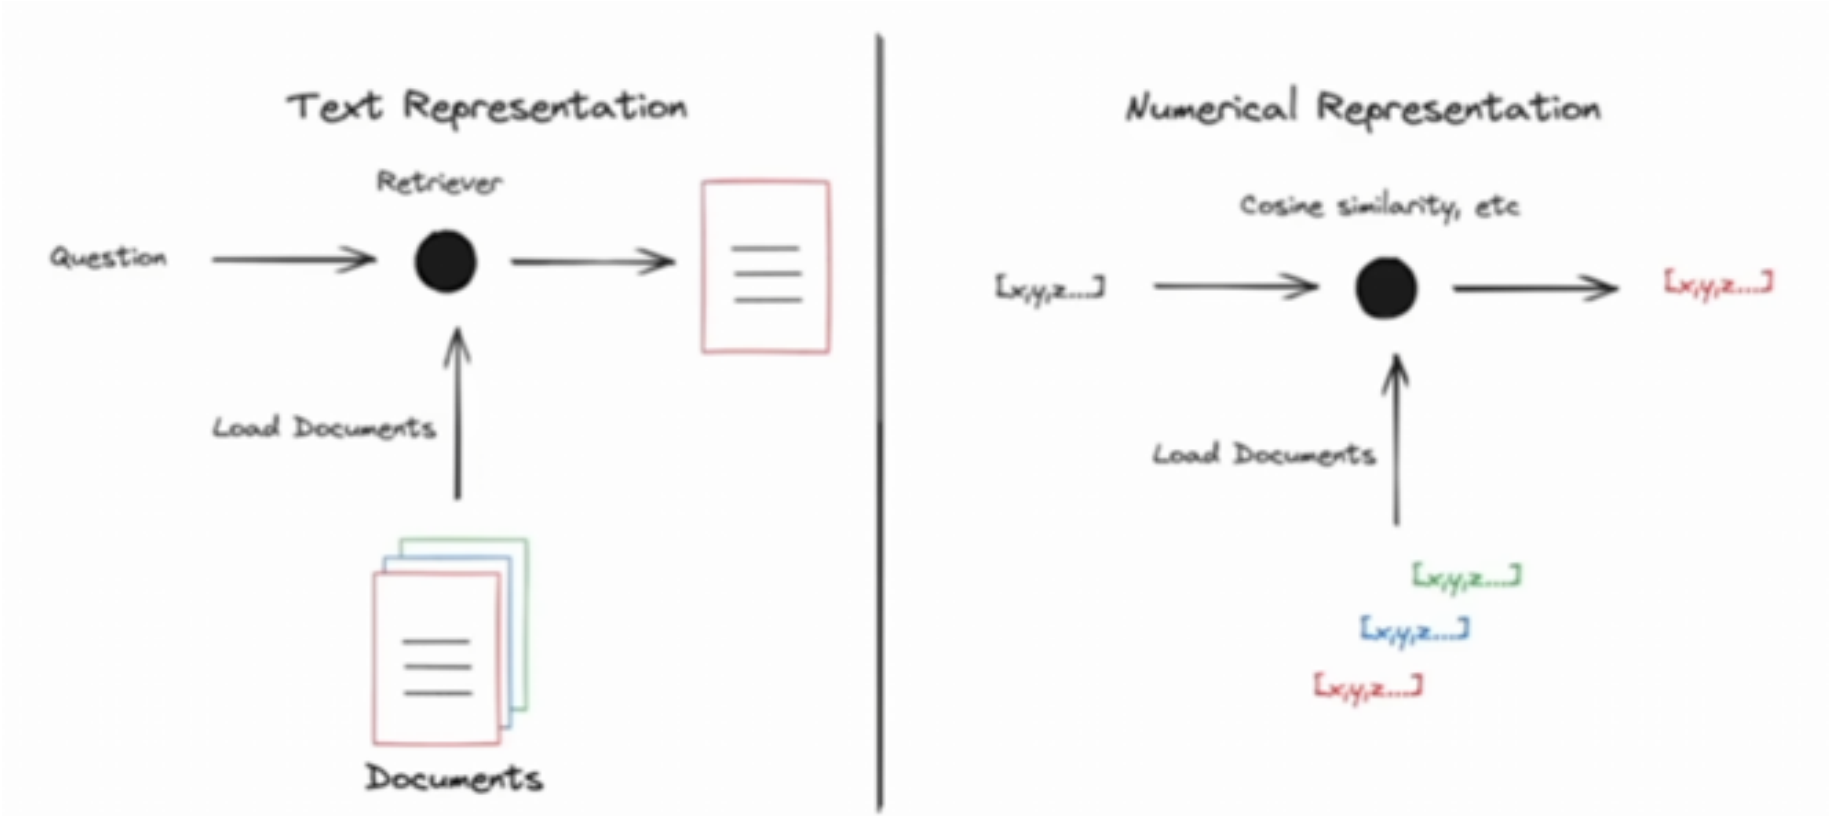 Text Representation
Retriever
Question
Load Documents
Documents
Numerical Representation
Cosine similarity, etc
[x,y,z...]
[x,y,z...]
Load Documents
[x,y,z...]
[x,y,z...]
[x,y,z...]